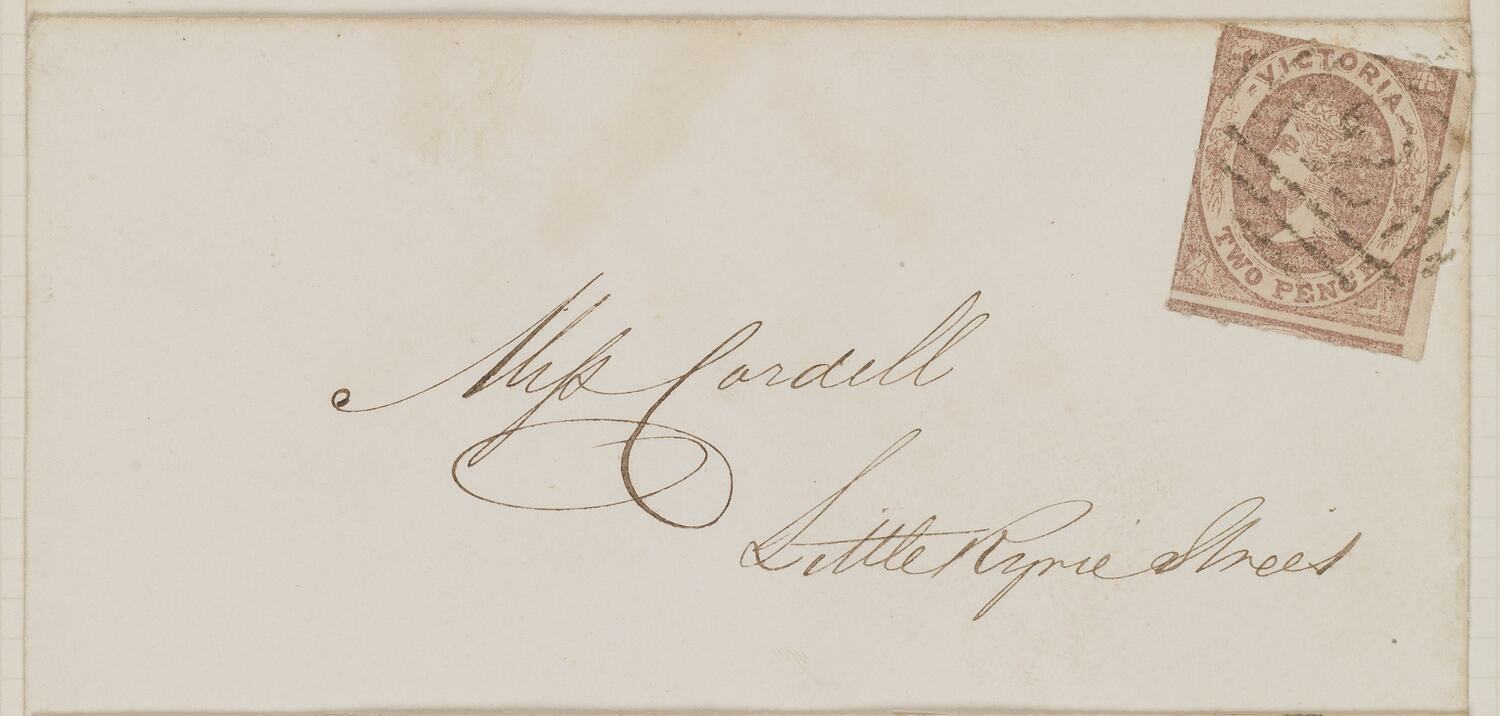 VICTORIA
TWO PENCE
Miss Cordell
Little Ryrie Street